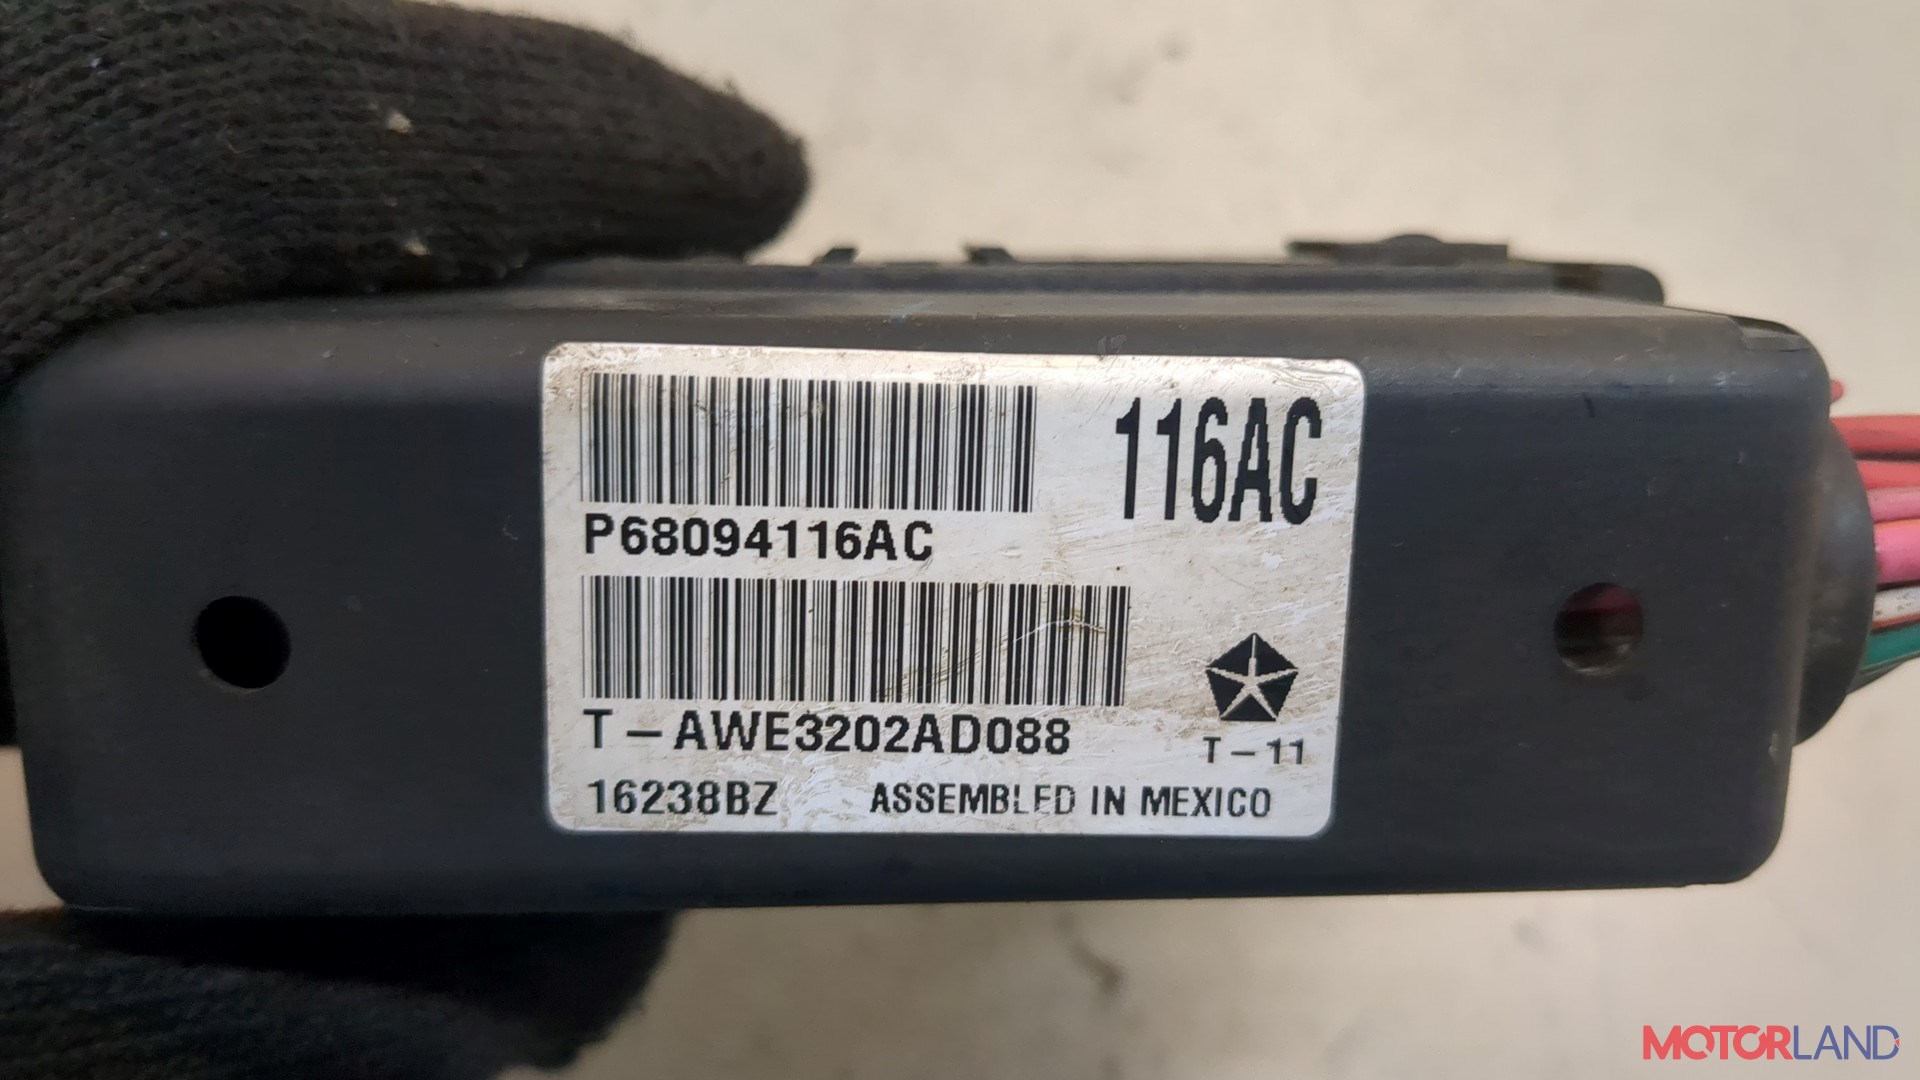 116AC
P68094116AC
T-AWE3202AD088
T-11
16238BZ ASSEMBLED IN MEXICO
MOTORLAND